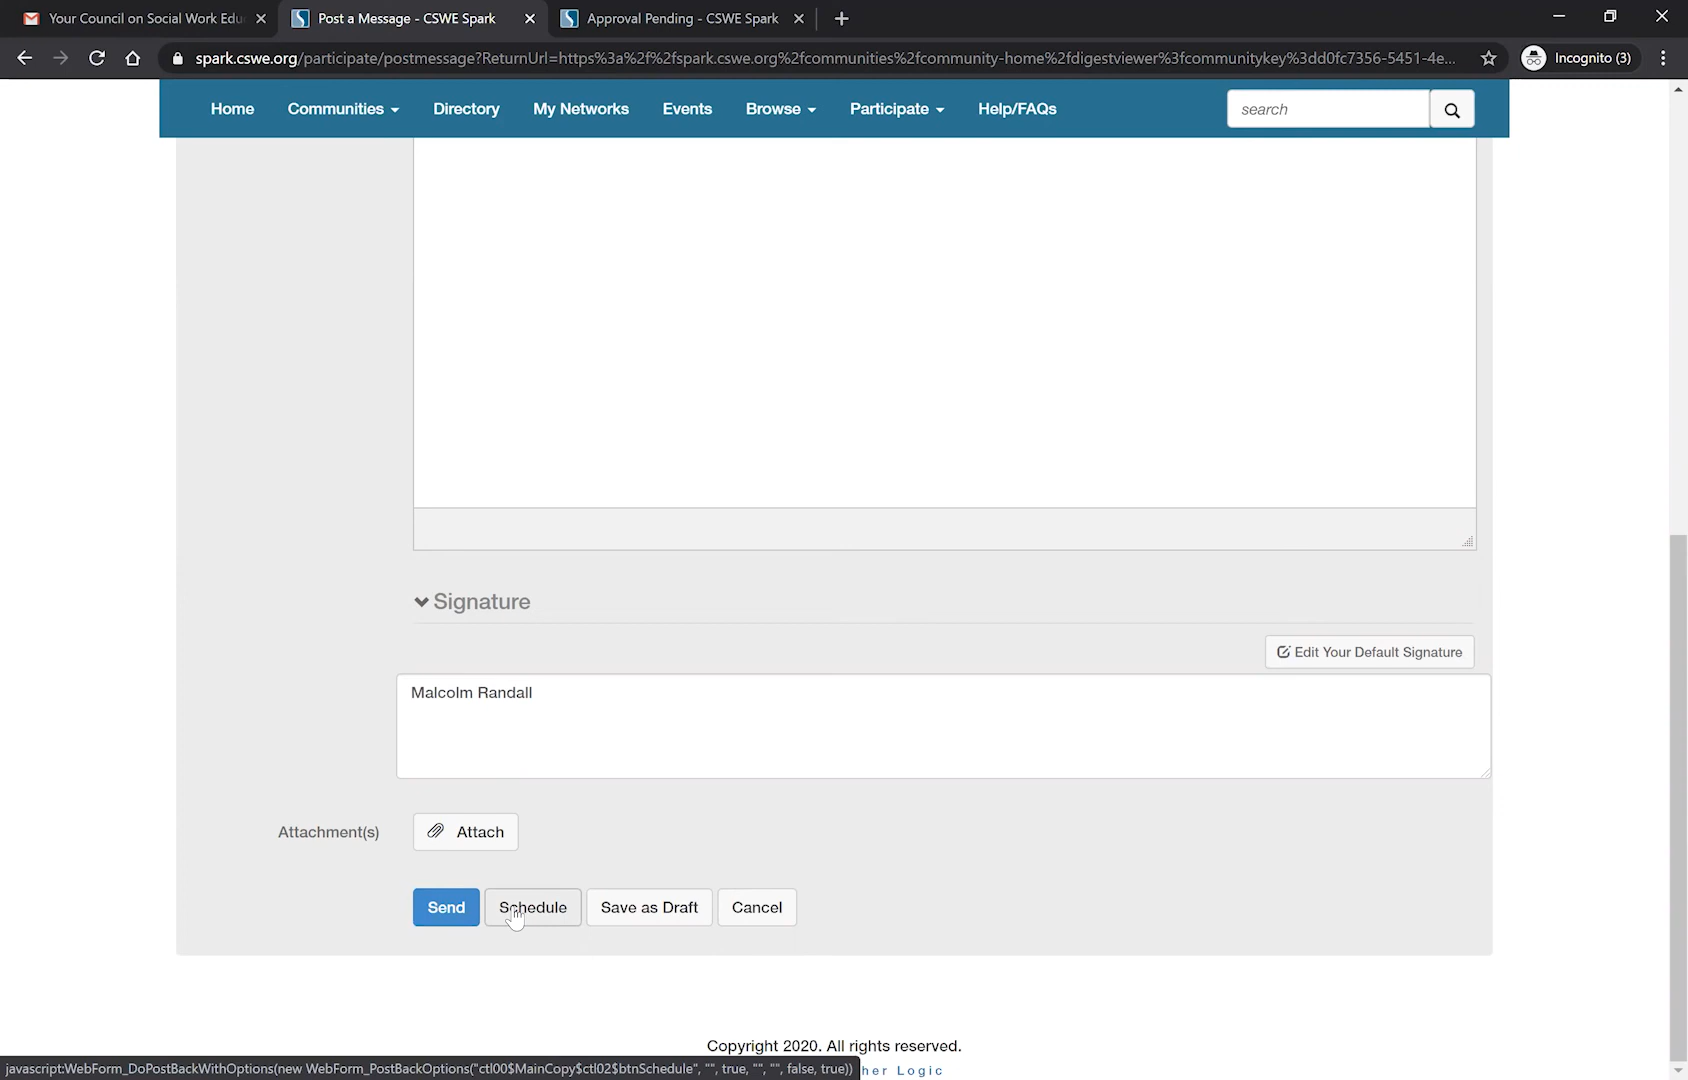 Your Council on Social Work Edu
Post a Message - CSWE Spark
Approval Pending - CSWE Spark
spark.cswe.org/participate/postmessage?ReturnUrl=https%3a%2f%2fspark.cswe.org%2fcommunities%2fcommunity-home%2fdigestviewer%3fcommunitykey%3dd0fc7356-5451-4e...
Incognito (3)
Home
Communities
Directory
My Networks
Events
Browse
Participate
Help/FAQs
search
Signature
Edit Your Default Signature
Malcolm Randall
Attachment(s)
Attach
Send
Schedule
Save as Draft
Cancel
Copyright 2020. All rights reserved.
javascript:WebForm_DoPostBackWithOptions(new WebForm_PostBackOptions("ctl00$MainCopy$ctl02$btnSchedule", "", true, "", "", false, true))
her Logic